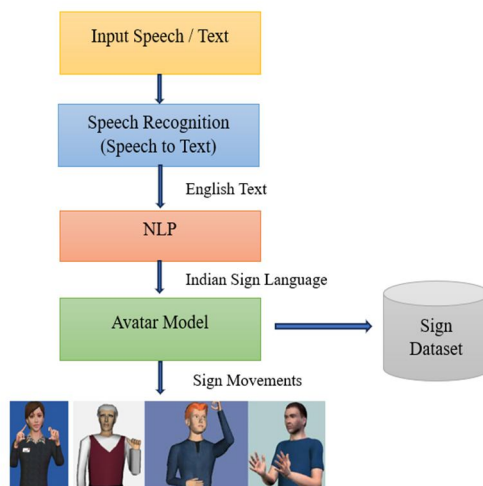 Input Speech / Text
Speech Recognition
(Speech to Text)
English Text
NLP
Indian Sign Language
Avatar Model
Sign
Dataset
Sign Movements